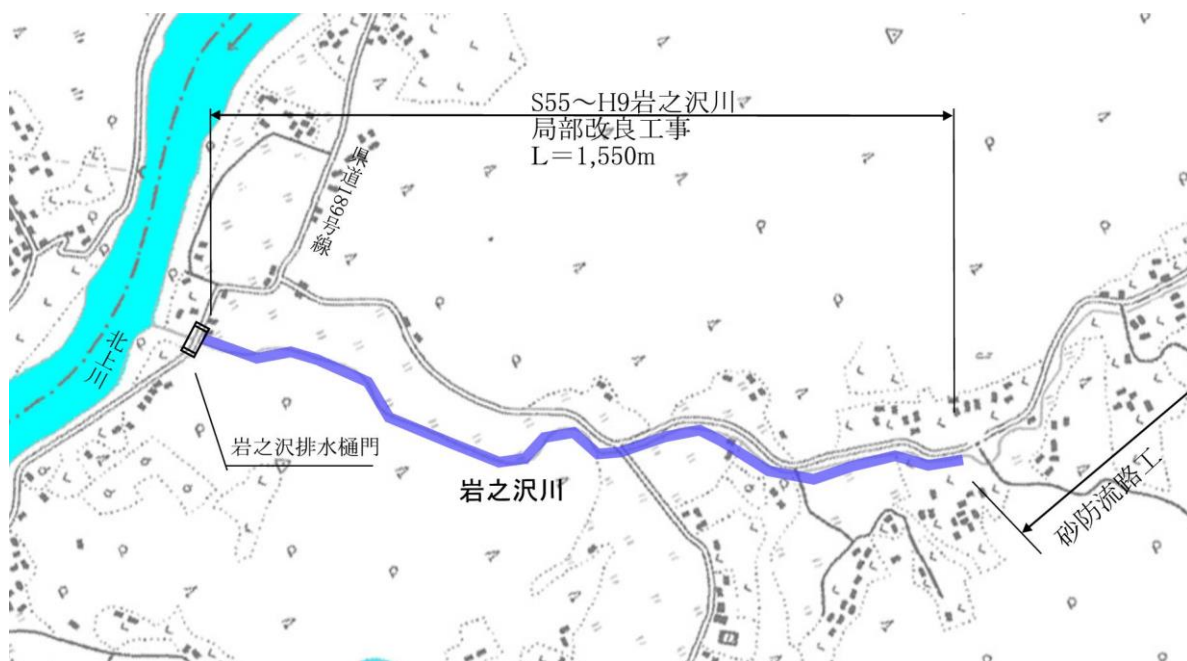 S55～H9岩之沢川
局部改良工事
L＝1,550m
県道189号線
北上川
岩之沢排水樋門
岩之沢川
砂防流路工